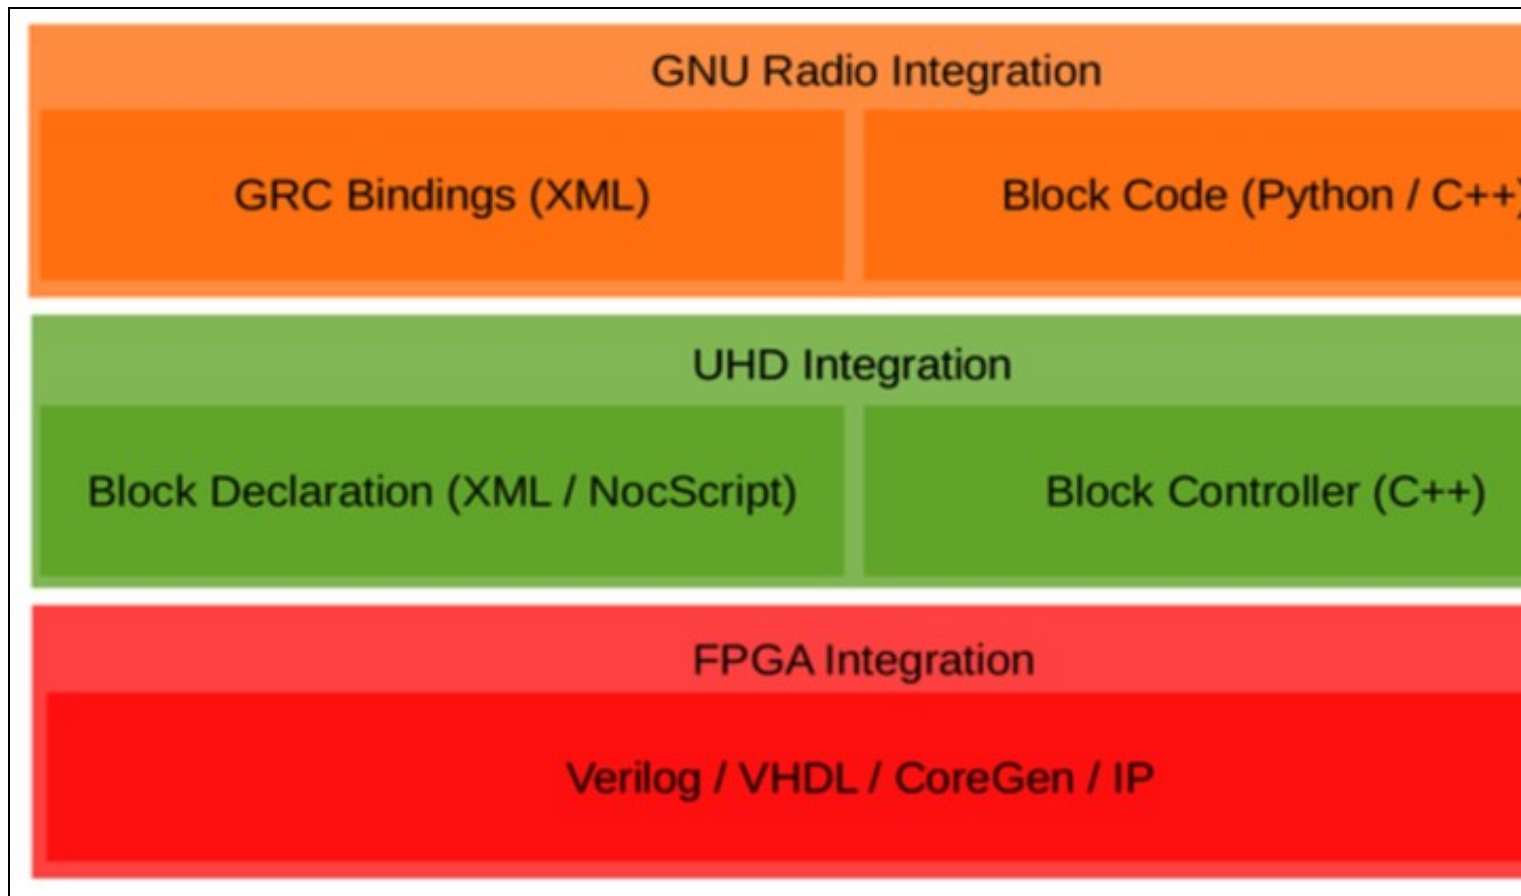 GNU Radio Integration
GRC Bindings (XML)
Block Code (Python / C++)
UHD Integration
Block Declaration (XML / NocScript)
Block Controller (C++)
FPGA Integration
Verilog / VHDL / CoreGen / IP